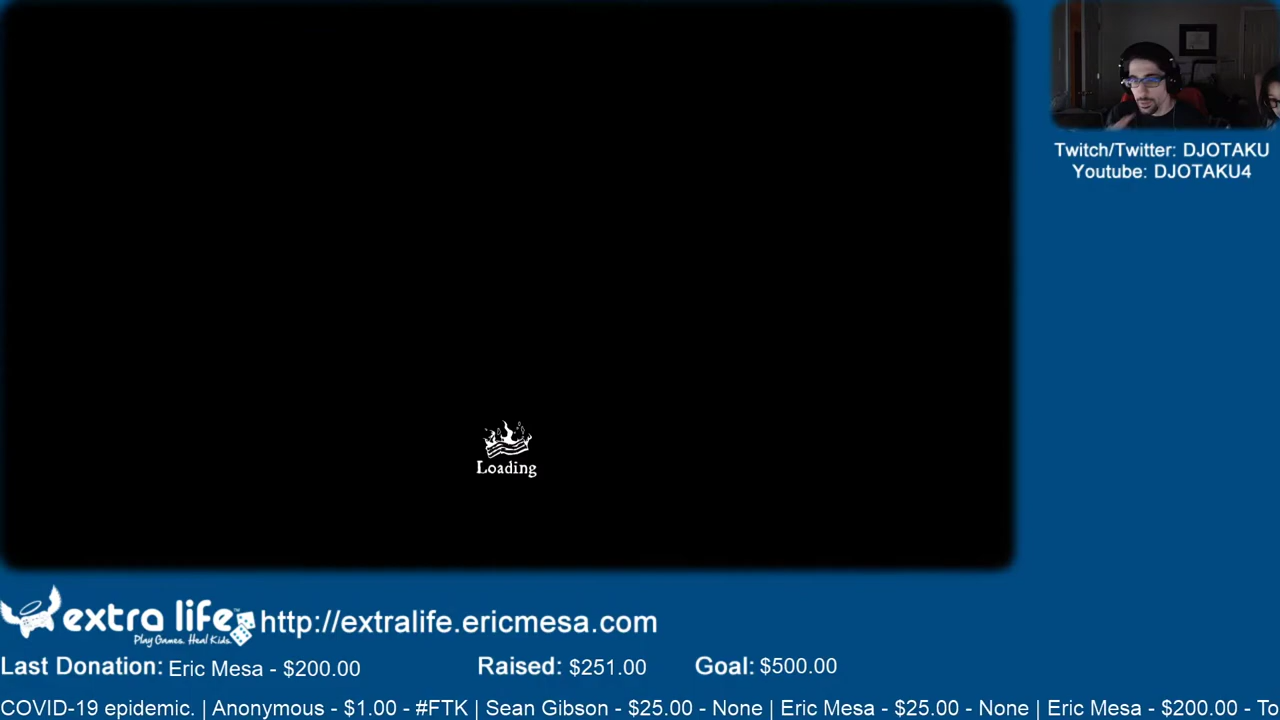 Twitch/Twitter: DJOTAKU
Youtube: DJOTAKU4
Loading
extra life
Play Games. Heal Kids.
http://extralife.ericmesa.com
Last Donation: Eric Mesa - $200.00
Raised: $251.00
Goal: $500.00
COVID-19 epidemic. | Anonymous - $1.00 - #FTK | Sean Gibson - $25.00 - None | Eric Mesa - $25.00 - None | Eric Mesa - $200.00 - To